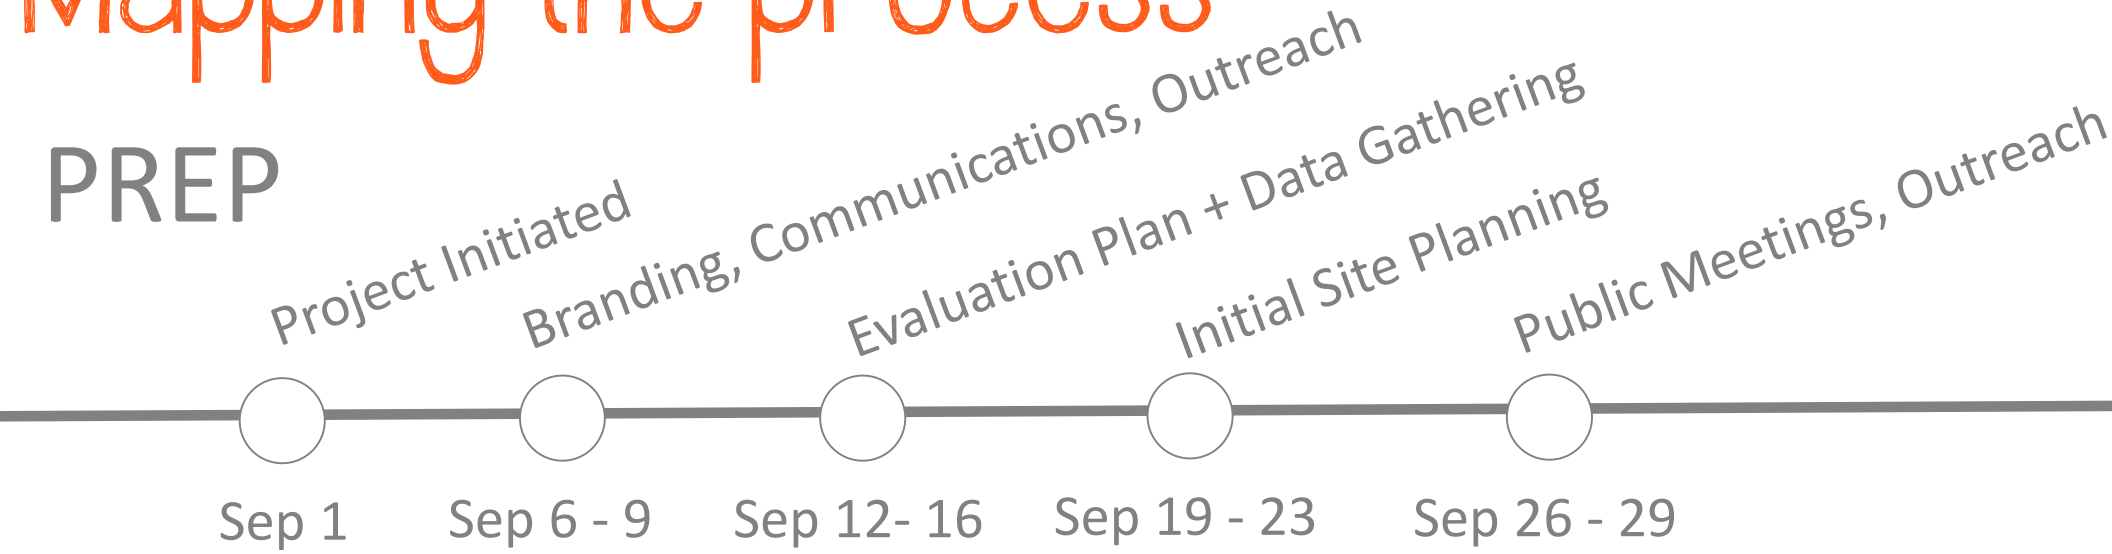 Mapping the process
PREP
Project Initiated
Branding, Communications, Outreach
Evaluation Plan + Data Gathering
Initial Site Planning
Public Meetings, Outreach
Sep 1
Sep 6 - 9
Sep 12- 16
Sep 19 - 23
Sep 26 - 29